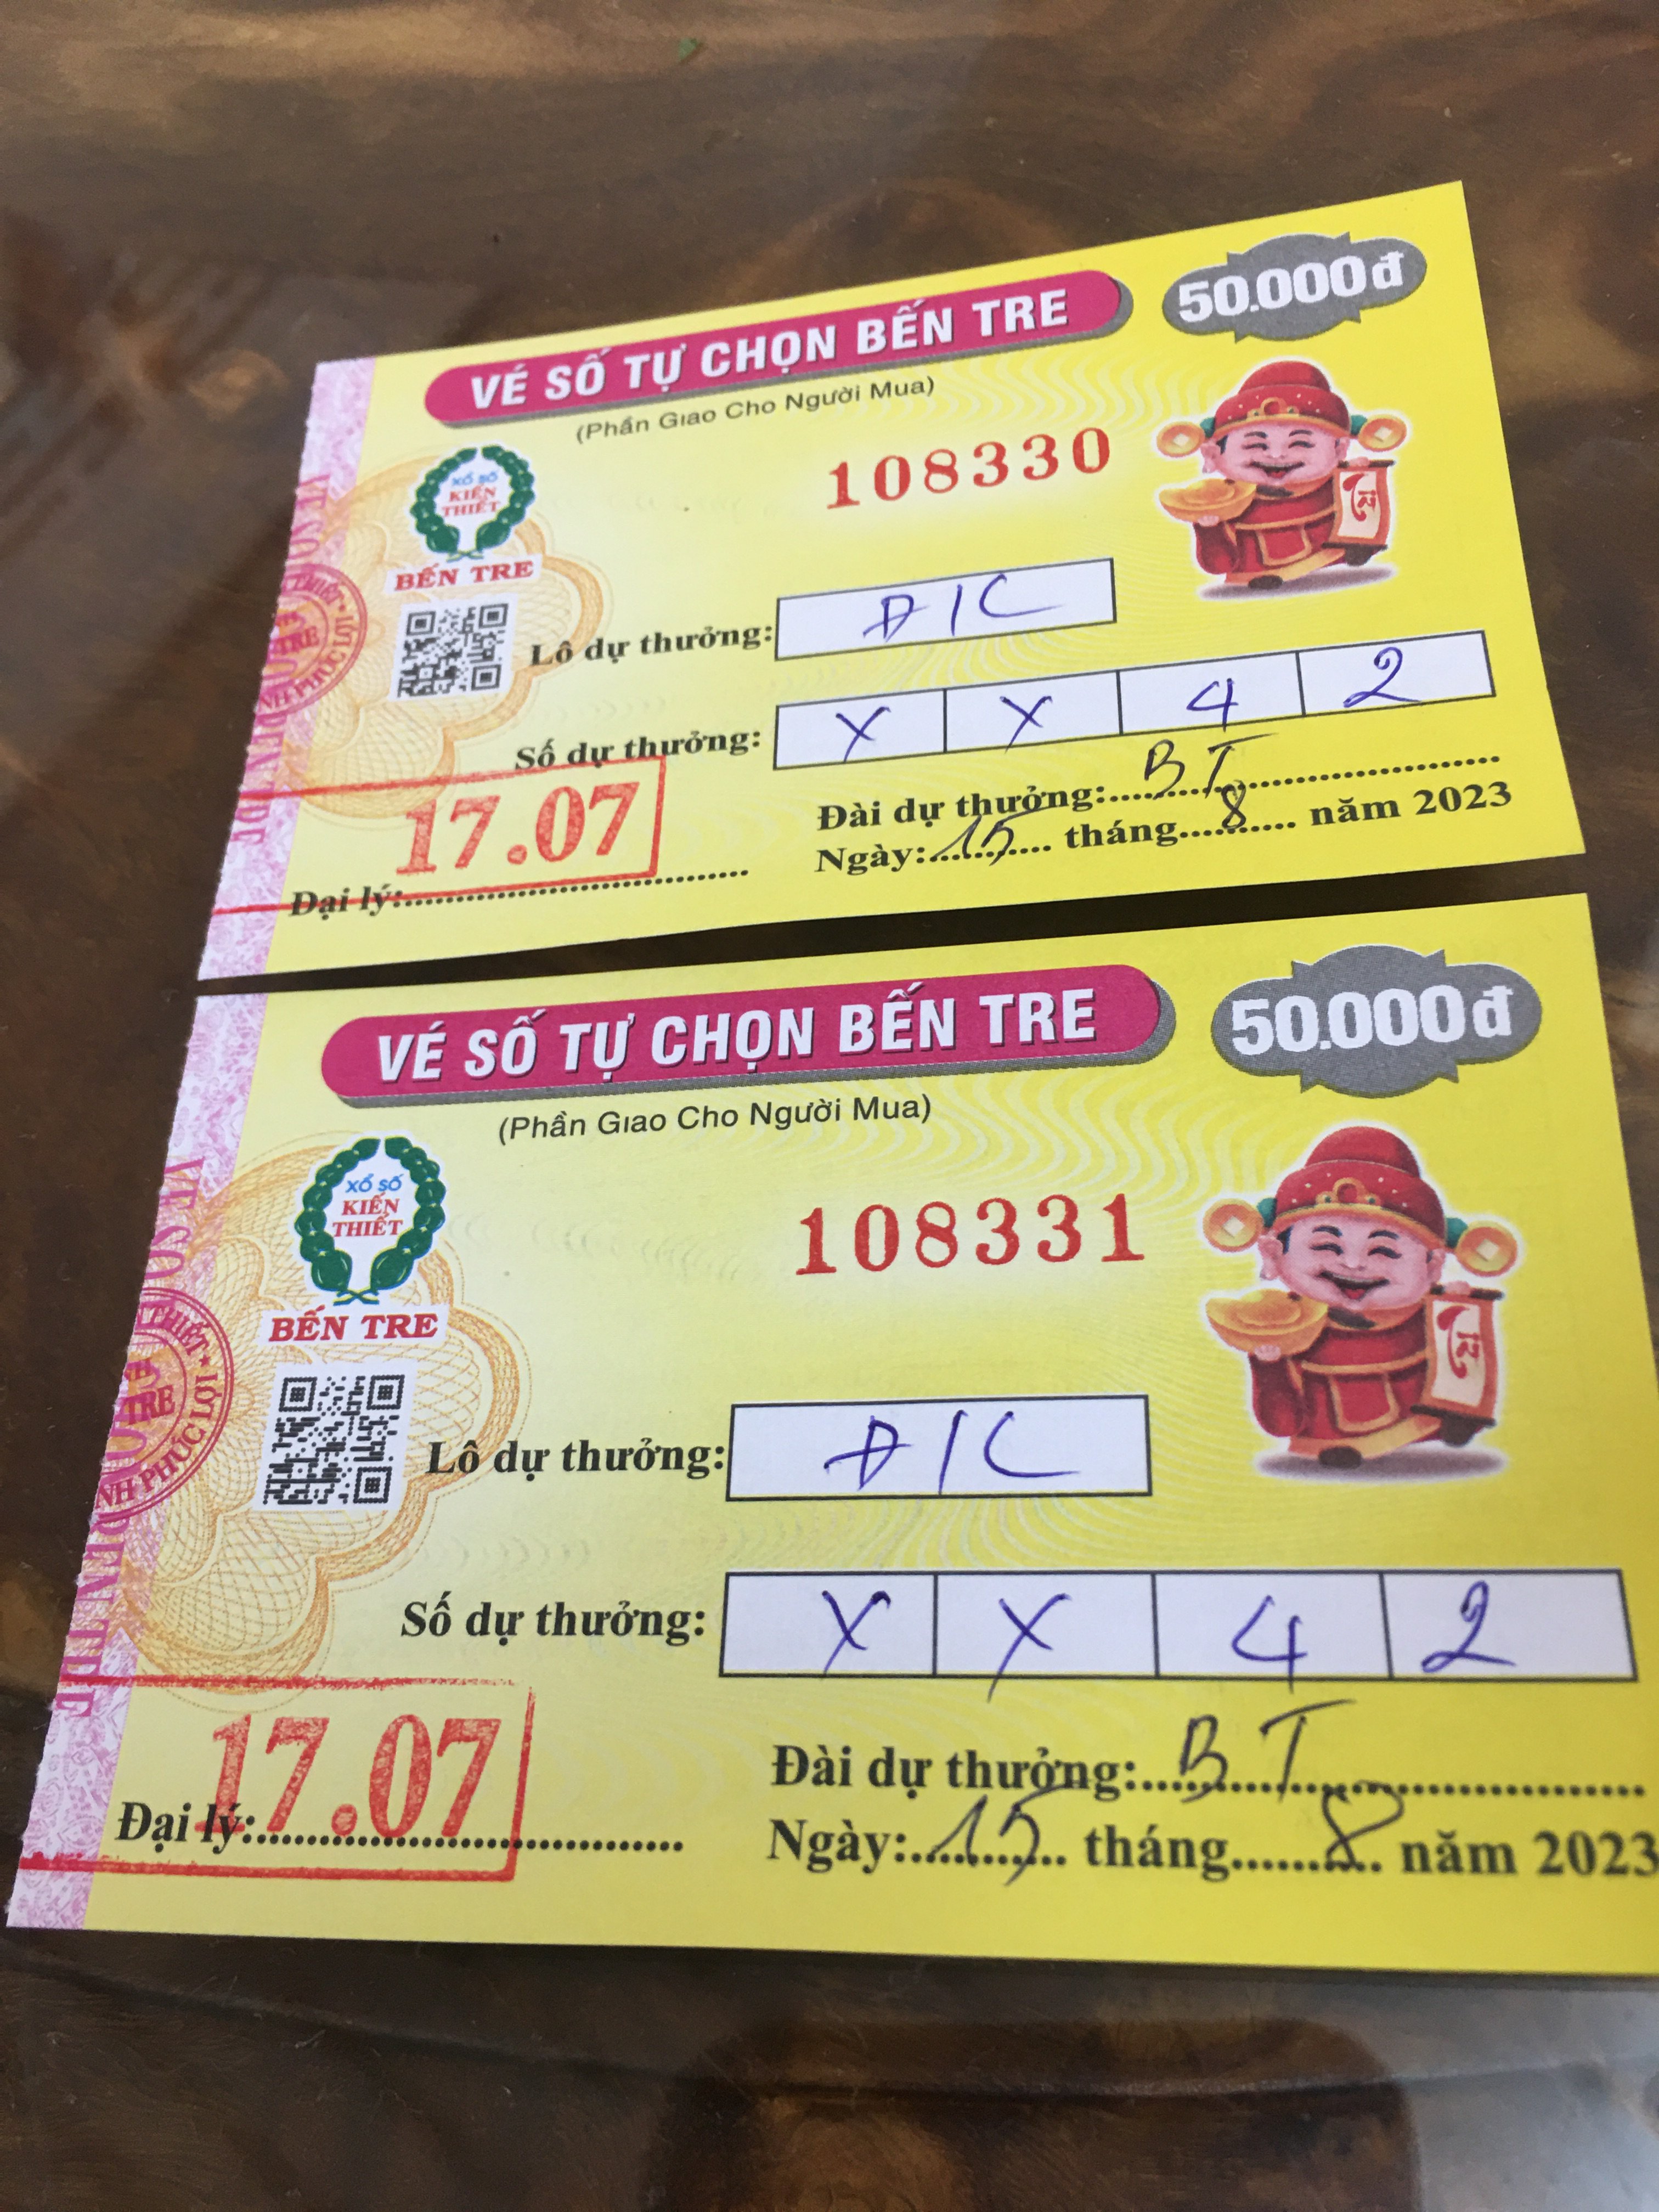 VÉ SỐ TỰ CHỌN BẾN TRE
50.000đ
(Phần Giao Cho Người Mua)
108330
XỔ SỐ
KIẾN
THIẾT
BẾN TRE
Lô dự thưởng: Đ/C
Số dự thưởng: X X 4 2
Đài dự thưởng: BT
Ngày: 15 tháng 8 năm 2023
17.07
Đại lý:
VÉ SỐ TỰ CHỌN BẾN TRE
50.000đ
(Phần Giao Cho Người Mua)
108331
XỔ SỐ
KIẾN
THIẾT
BẾN TRE
Lô dự thưởng: Đ/C
Số dự thưởng: X X 4 2
Đài dự thưởng: BT
Ngày: 15 tháng 8 năm 2023
17.07
Đại lý: